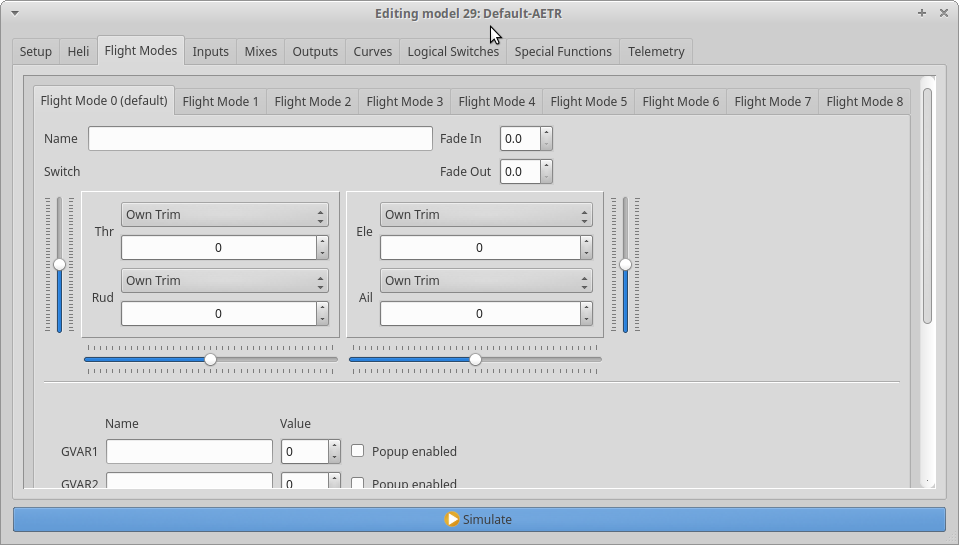 Editing model 29: Default-AETR
Setup Heli Flight Modes Inputs Mixes Outputs Curves Logical Switches Special Functions Telemetry
Flight Mode 0 (default) Flight Mode 1 Flight Mode 2 Flight Mode 3 Flight Mode 4 Flight Mode 5 Flight Mode 6 Flight Mode 7 Flight Mode 8
Name Fade In 0.0
Switch Fade Out 0.0
Own Trim Own Trim
Thr Ele
0 0
Own Trim Own Trim
Rud Ail
0 0
Name Value
GVAR1 0 Popup enabled
GVAR2 0 Popup enabled
Simulate